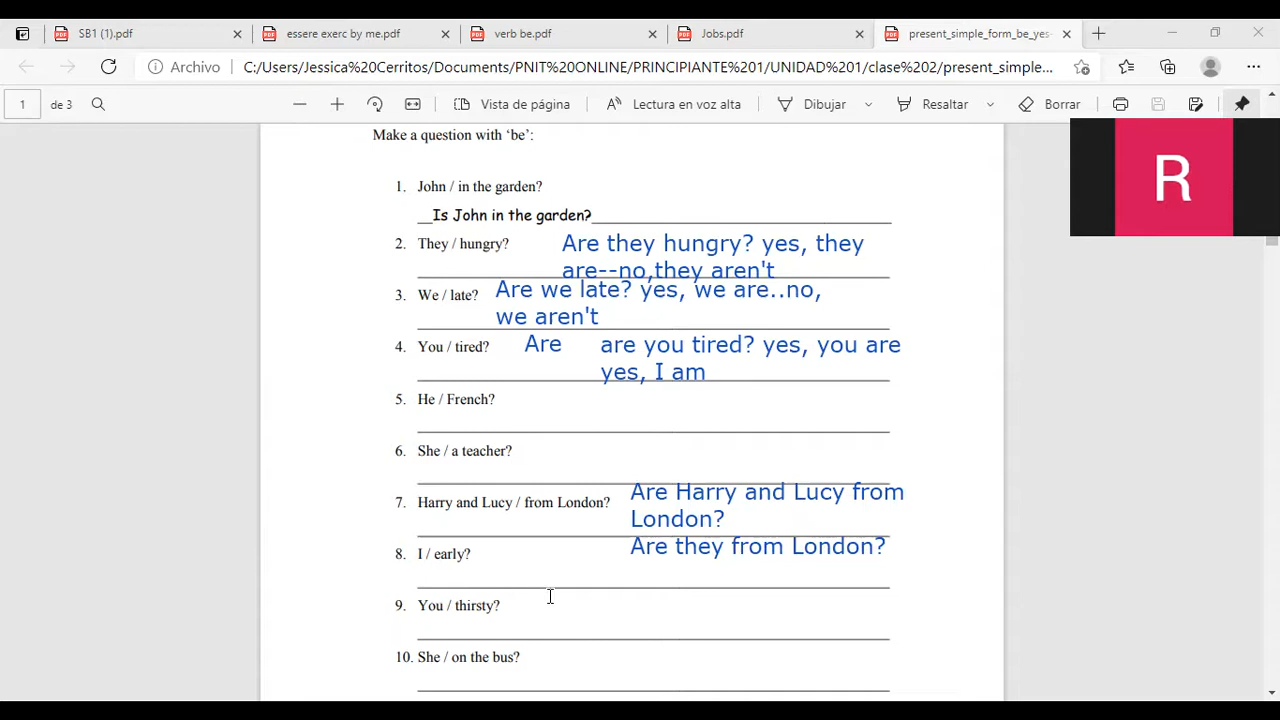 SB1 (1).pdf
essere exerc by me.pdf
verb be.pdf
Jobs.pdf
present_simple_form_be_yes-
Archivo
C:/Users/Jessica%20Cerritos/Documents/PNIT%20ONLINE/PRINCIPIANTE%201/UNIDAD%201/clase%202/present_simple...
1 de 3
Vista de página
Lectura en voz alta
Dibujar
Resaltar
Borrar
Make a question with ‘be’:
R
1. John / in the garden?
__Is John in the garden?
2. They / hungry?
Are they hungry? yes, they
are--no,they aren't
3. We / late?
Are we late? yes, we are..no,
we aren't
4. You / tired?
Are
are you tired? yes, you are
yes, I am
5. He / French?
6. She / a teacher?
7. Harry and Lucy / from London?
Are Harry and Lucy from
London?
Are they from London?
8. I / early?
9. You / thirsty?
10. She / on the bus?